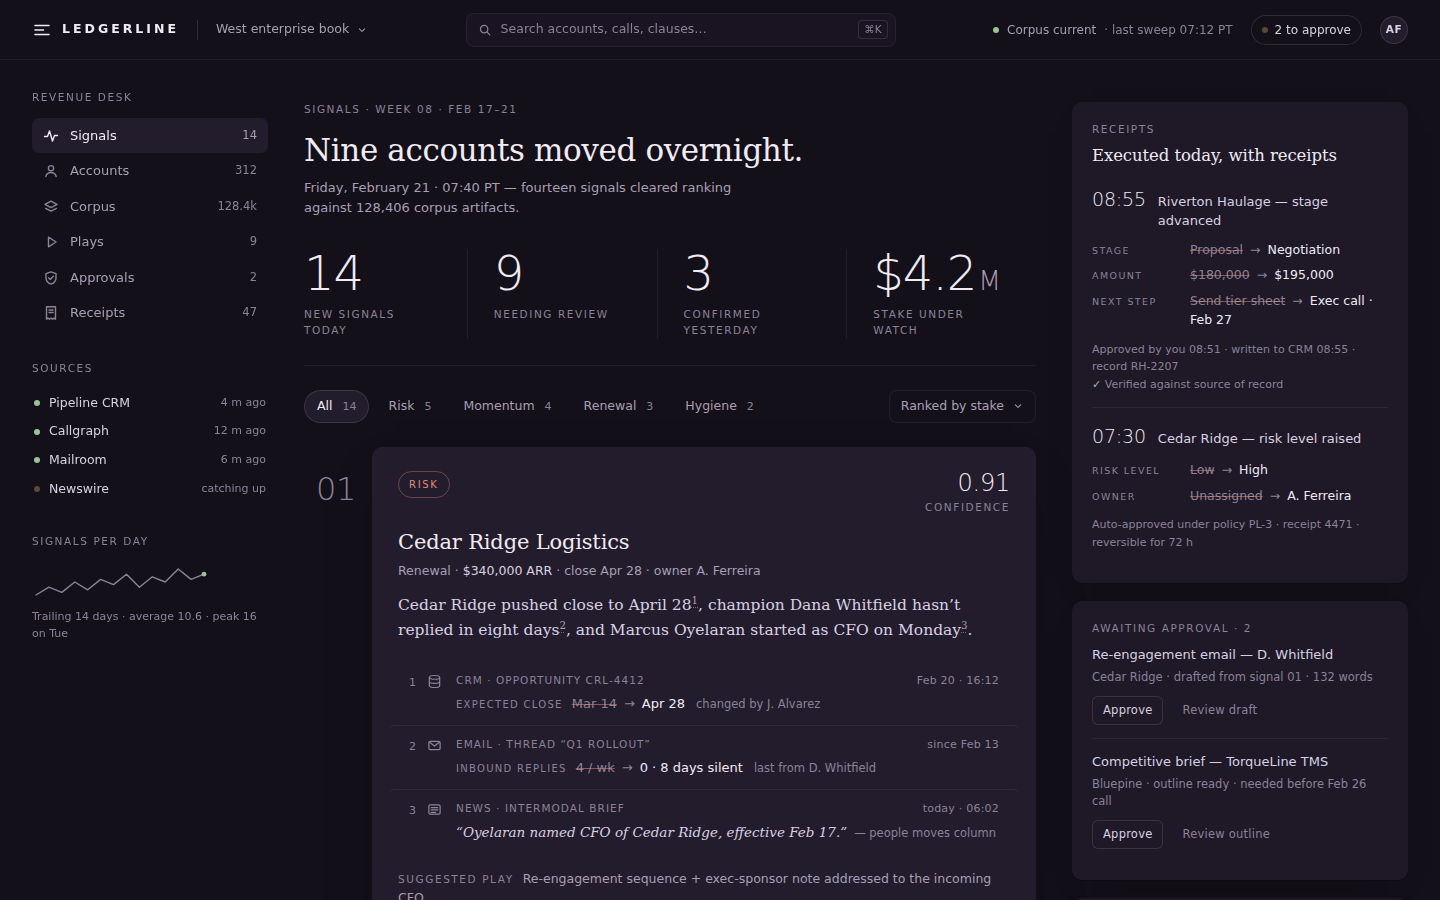 LEDGERLINE
West enterprise book
Search accounts, calls, clauses…
⌘K
Corpus current · last sweep 07:12 PT
2 to approve
AF
REVENUE DESK
Signals 14
Accounts 312
Corpus 128.4k
Plays 9
Approvals 2
Receipts 47
SOURCES
Pipeline CRM 4 m ago
Callgraph 12 m ago
Mailroom 6 m ago
Newswire catching up
SIGNALS PER DAY
Trailing 14 days · average 10.6 · peak 16
on Tue
SIGNALS · WEEK 08 · FEB 17–21
Nine accounts moved overnight.
Friday, February 21 · 07:40 PT — fourteen signals cleared ranking
against 128,406 corpus artifacts.
14
NEW SIGNALS
TODAY
9
NEEDING REVIEW
3
CONFIRMED
YESTERDAY
$4.2 M
STAKE UNDER
WATCH
All 14
Risk 5
Momentum 4
Renewal 3
Hygiene 2
Ranked by stake
01
RISK
0.91
CONFIDENCE
Cedar Ridge Logistics
Renewal · $340,000 ARR · close Apr 28 · owner A. Ferreira
Cedar Ridge pushed close to April 28¹, champion Dana Whitfield hasn’t
replied in eight days², and Marcus Oyelaran started as CFO on Monday³.
1 CRM · OPPORTUNITY CRL-4412 Feb 20 · 16:12
EXPECTED CLOSE Mar 14 → Apr 28 changed by J. Alvarez
2 EMAIL · THREAD “Q1 ROLLOUT” since Feb 13
INBOUND REPLIES 4 / wk → 0 · 8 days silent last from D. Whitfield
3 NEWS · INTERMODAL BRIEF today · 06:02
“Oyelaran named CFO of Cedar Ridge, effective Feb 17.” — people moves column
SUGGESTED PLAY Re-engagement sequence + exec-sponsor note addressed to the incoming
CFO
RECEIPTS
Executed today, with receipts
08:55 Riverton Haulage — stage
advanced
STAGE Proposal → Negotiation
AMOUNT $180,000 → $195,000
NEXT STEP Send tier sheet → Exec call ·
Feb 27
Approved by you 08:51 · written to CRM 08:55 ·
record RH-2207
✓ Verified against source of record
07:30 Cedar Ridge — risk level raised
RISK LEVEL Low → High
OWNER Unassigned → A. Ferreira
Auto-approved under policy PL-3 · receipt 4471 ·
reversible for 72 h
AWAITING APPROVAL · 2
Re-engagement email — D. Whitfield
Cedar Ridge · drafted from signal 01 · 132 words
Approve Review draft
Competitive brief — TorqueLine TMS
Bluepine · outline ready · needed before Feb 26
call
Approve Review outline